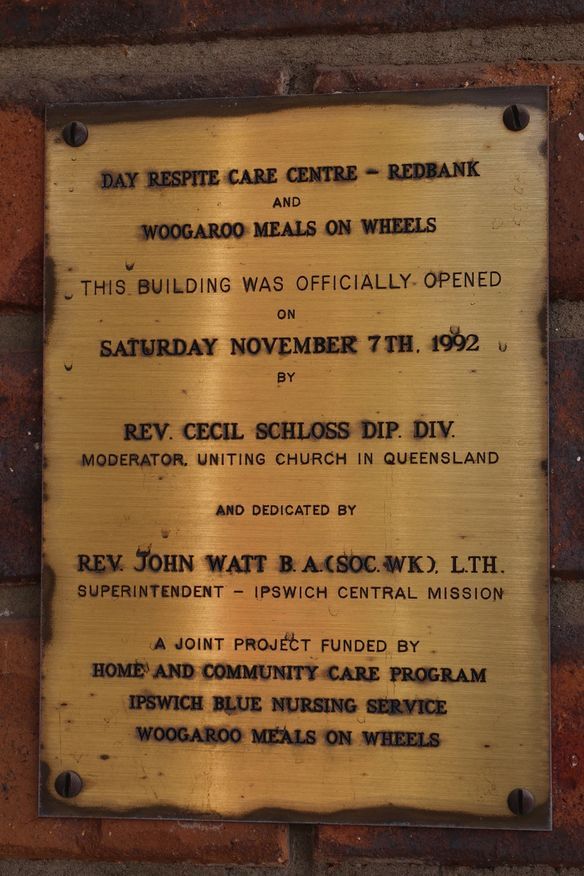 DAY RESPITE CARE CENTRE – REDBANK
AND
WOOGAROO MEALS ON WHEELS
THIS BUILDING WAS OFFICIALLY OPENED
ON
SATURDAY NOVEMBER 7TH, 1992
BY
REV. CECIL SCHLOSS DIP. DIV.
MODERATOR, UNITING CHURCH IN QUEENSLAND
AND DEDICATED BY
REV. JOHN WATT B.A.(SOC.WK), L.TH.
SUPERINTENDENT – IPSWICH CENTRAL MISSION
A JOINT PROJECT FUNDED BY
HOME AND COMMUNITY CARE PROGRAM
IPSWICH BLUE NURSING SERVICE
WOOGAROO MEALS ON WHEELS